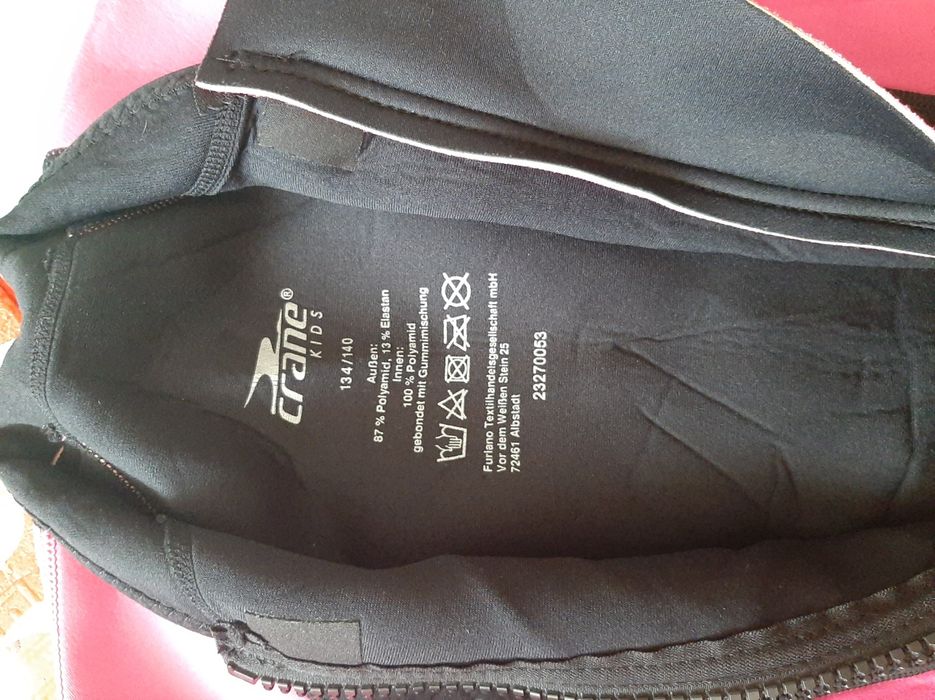 crane®
KIDS
134/140
Außen:
87 % Polyamid, 13 % Elastan
Innen:
100 % Polyamid
gebondet mit Gummimischung
Furiano Textilhandelsgesellschaft mbH
Vor dem Weißen Stein 25
72461 Albstadt
23270053